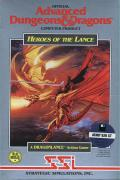 OFFICIAL
Advanced
Dungeons & Dragons
COMPUTER PRODUCT
HEROES OF THE LANCE
A DRAGONLANCE Action Game
SSI
STRATEGIC SIMULATIONS, INC.